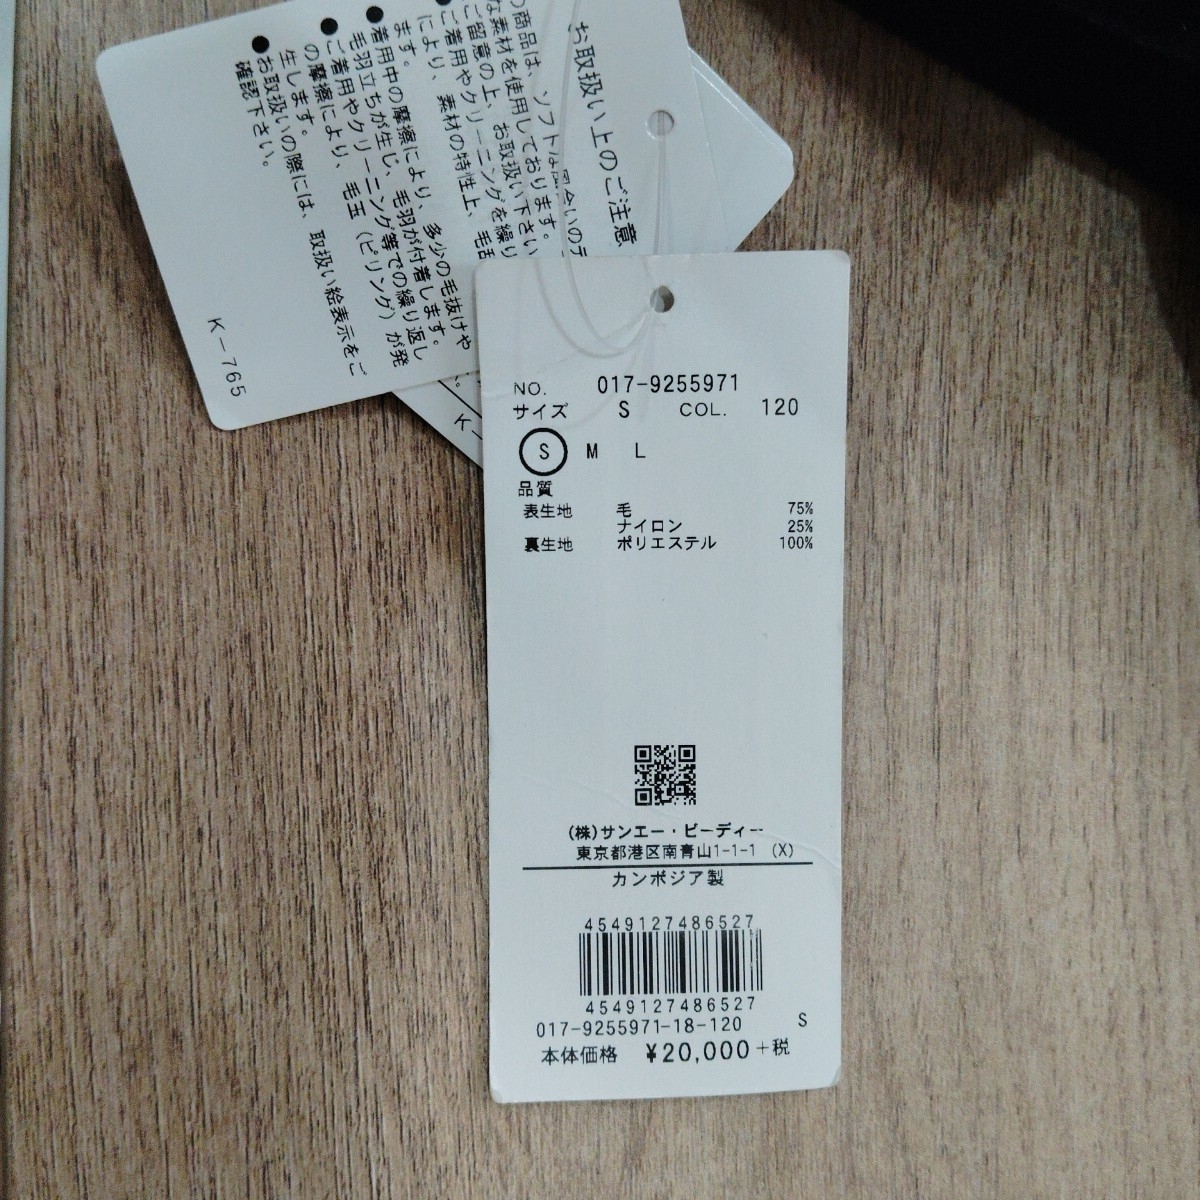 お取扱い上のご注意
の商品は、ソフトな風合いのデ
な素材を使用しております。
ご留意の上、お取扱い下さい
ご着用やクリーニングを繰り
により、素材の特性上、毛
ます。
●着用中の摩擦により、多少の毛抜けや
毛羽立ちが生じ、毛羽が付着します。
●ご着用やクリーニング等での繰り返し
の摩擦により、毛玉（ピリング）が発
生します。
●お取扱いの際には、取扱い絵表示をご
確認下さい。
K-765
K-
NO. 017-9255971
サイズ S COL. 120
S M L
品質
表生地 毛 75%
ナイロン 25%
裏生地 ポリエステル 100%
(株)サンエー・ビーディー
東京都港区南青山1-1-1 (X)
カンボジア製
4549127486527
4549127486527
017-9255971-18-120 S
本体価格 ¥20,000+税